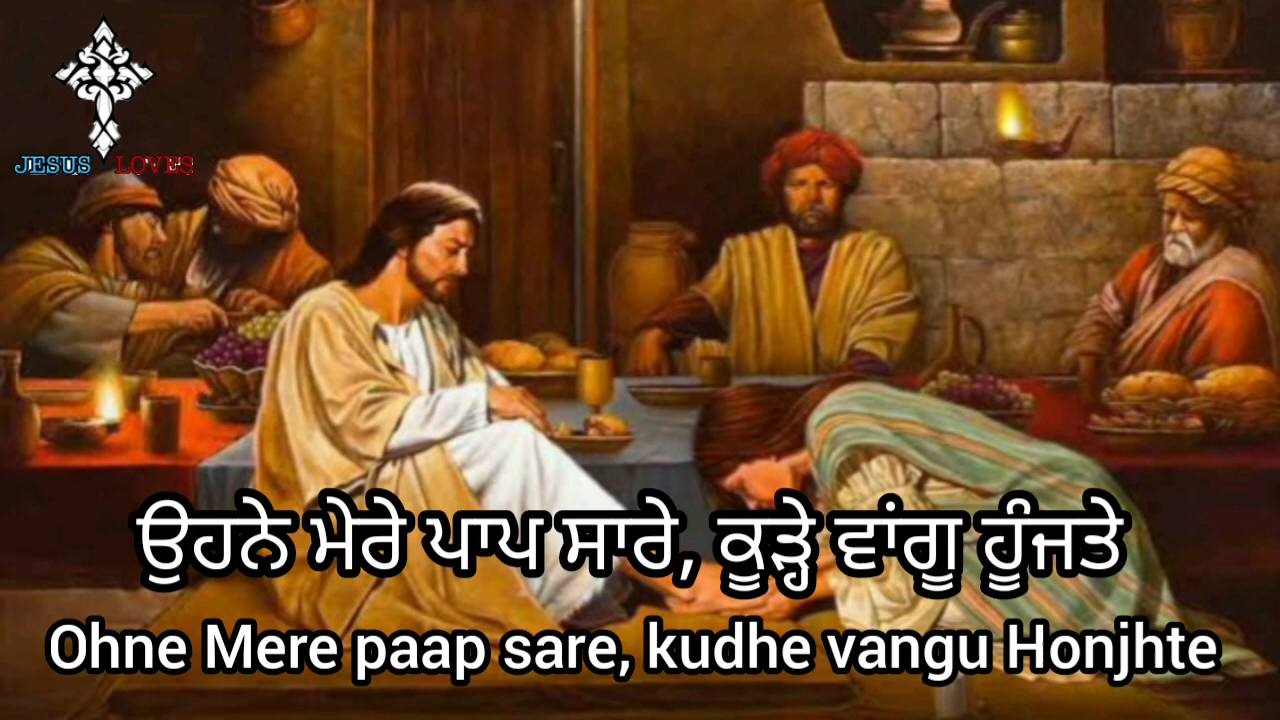 JESUS LOVES
ਉਹਨੇ ਮੇਰੇ ਪਾਪ ਸਾਰੇ, ਕੂੜ੍ਹੇ ਵਾਂਗੂ ਹੂੰਜਤੇ
Ohne Mere paap sare, kudhe vangu Honjhte